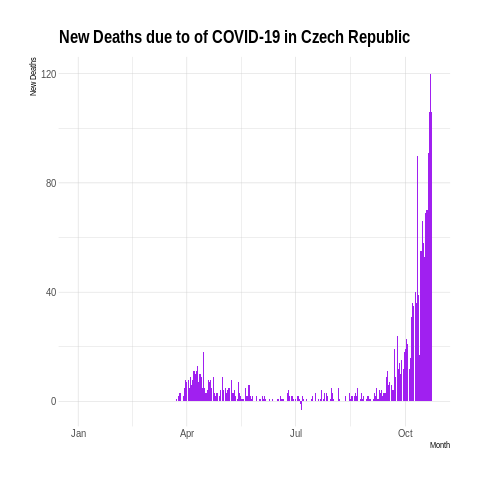 New Deaths due to of COVID-19 in Czech Republic
New Deaths
120
80
40
0
Jan Apr Jul Oct
Month